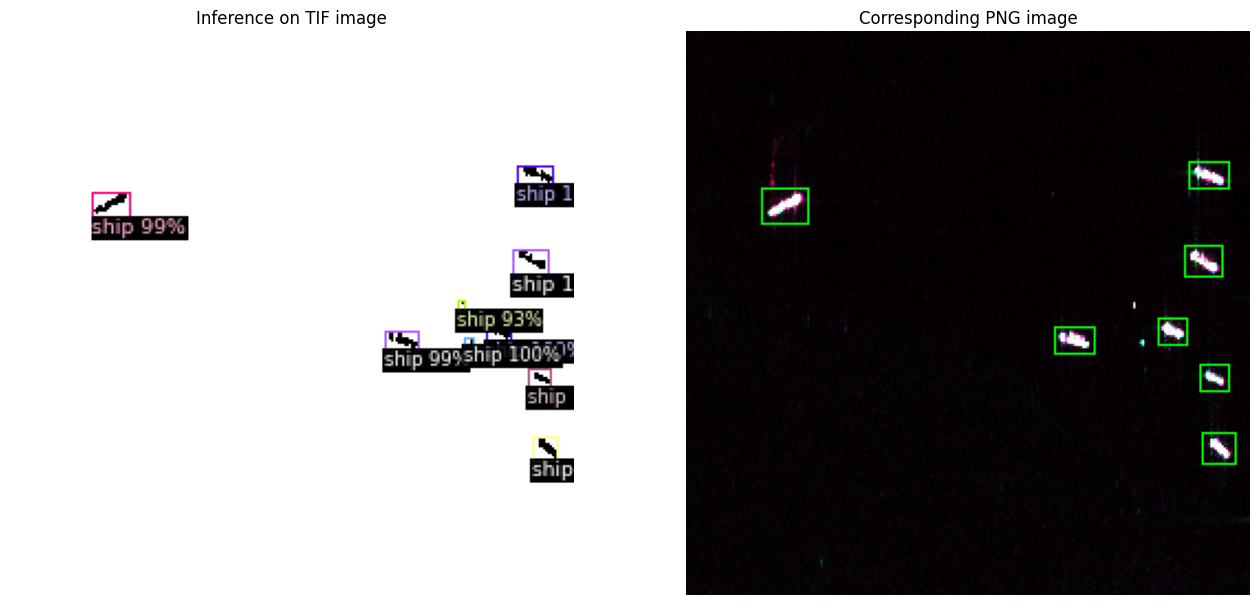 Inference on TIF image
Corresponding PNG image
ship 1
ship 99%
ship 1
ship 93%
ship 99%
ship 100%
ship
ship